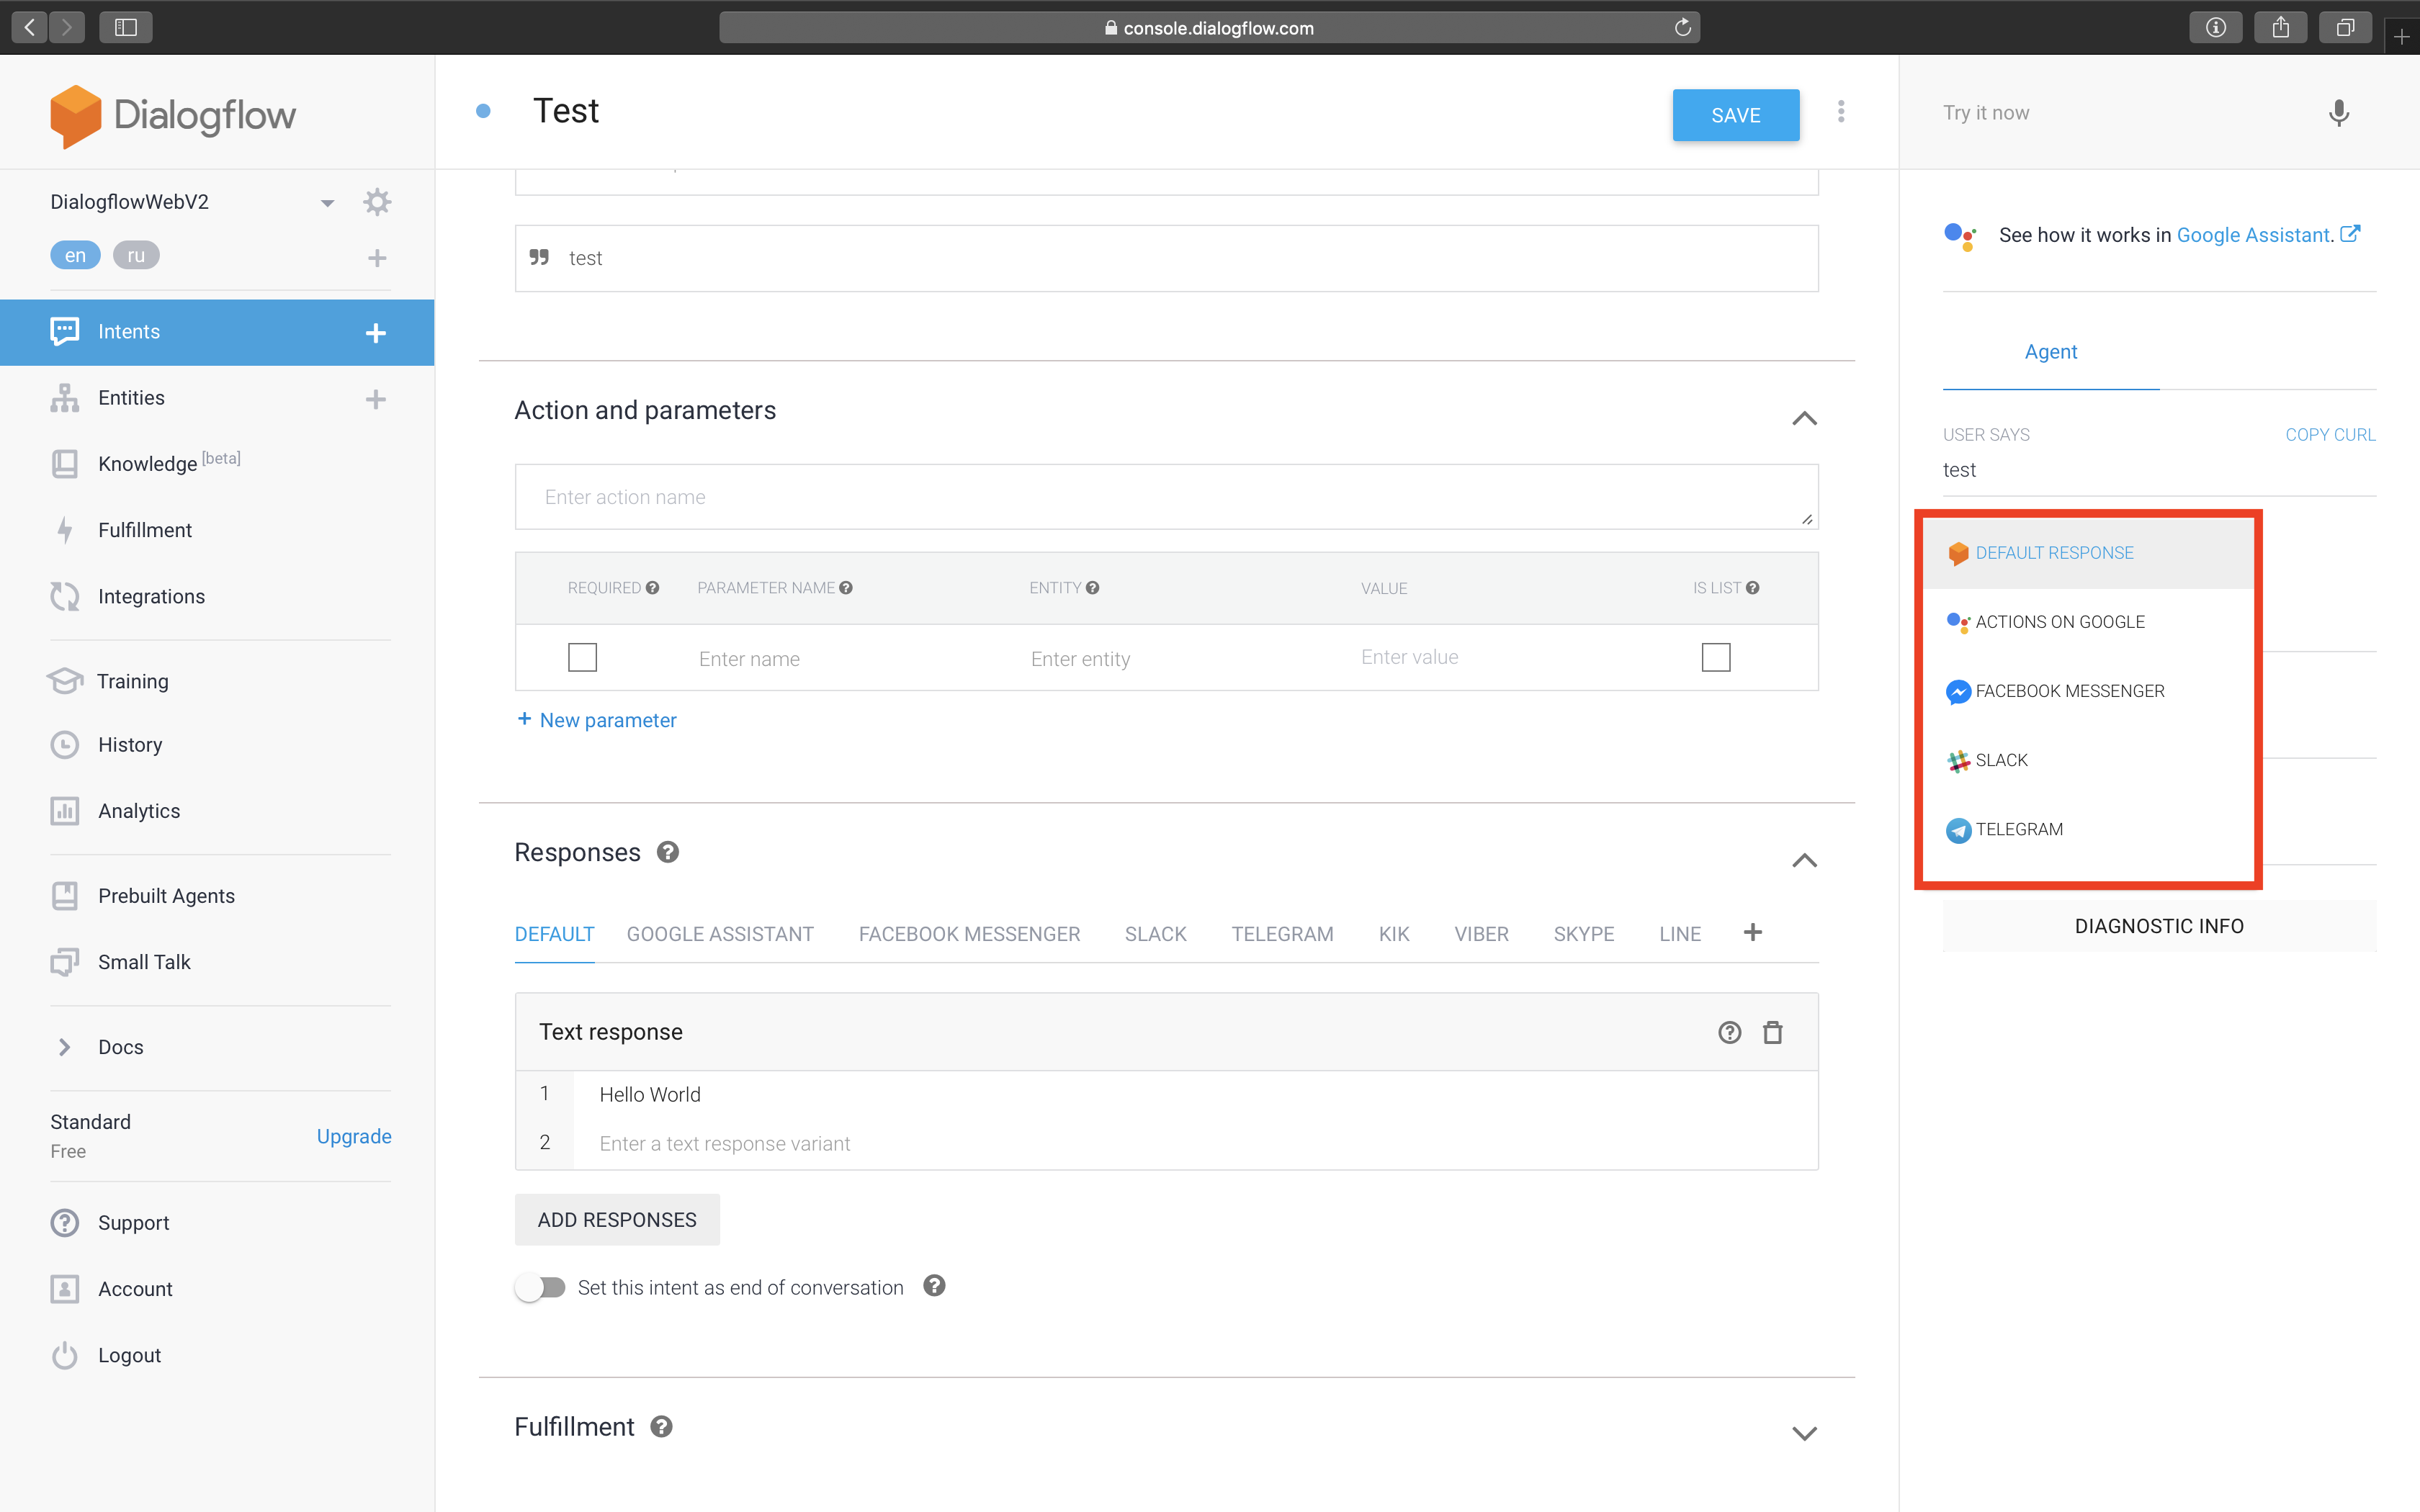 console.dialogflow.com
Dialogflow
DialogflowWebV2
en ru
Intents
Entities
Knowledge [beta]
Fulfillment
Integrations
Training
History
Analytics
Prebuilt Agents
Small Talk
Docs
Standard
Free
Upgrade
Support
Account
Logout
Test
SAVE
test
Action and parameters
Enter action name
REQUIRED PARAMETER NAME ENTITY VALUE IS LIST
Enter name Enter entity Enter value
+ New parameter
Responses
DEFAULT GOOGLE ASSISTANT FACEBOOK MESSENGER SLACK TELEGRAM KIK VIBER SKYPE LINE
Text response
1 Hello World
2 Enter a text response variant
ADD RESPONSES
Set this intent as end of conversation
Fulfillment
Try it now
See how it works in Google Assistant.
Agent
USER SAYS COPY CURL
test
DEFAULT RESPONSE
ACTIONS ON GOOGLE
FACEBOOK MESSENGER
SLACK
TELEGRAM
DIAGNOSTIC INFO